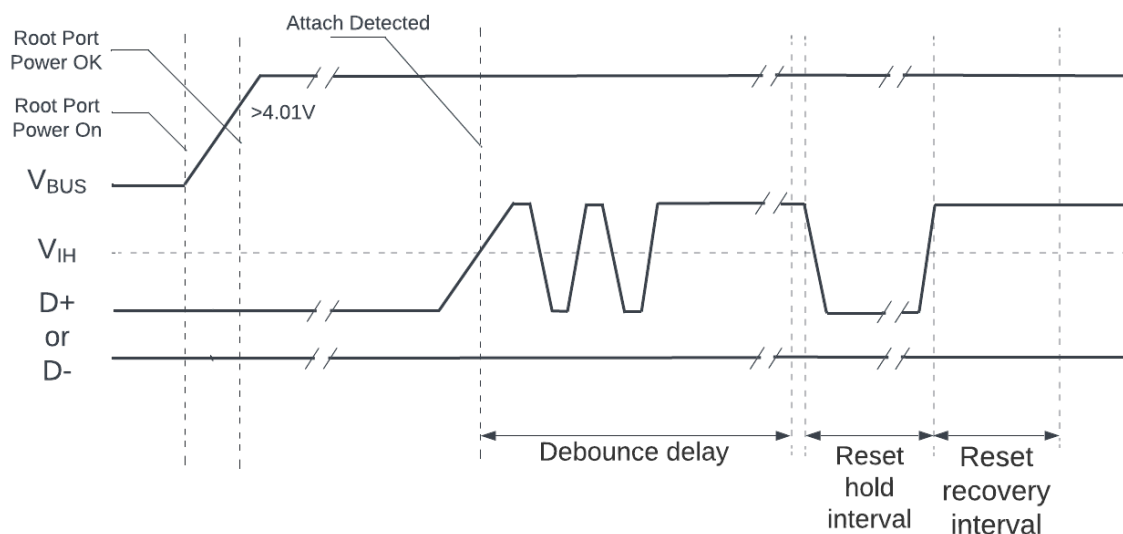 Attach Detected
Root Port
Power OK
>4.01V
Root Port
Power On
VBUS
VIH
D+
or
D-
Debounce delay
Reset
hold
interval
Reset
recovery
interval